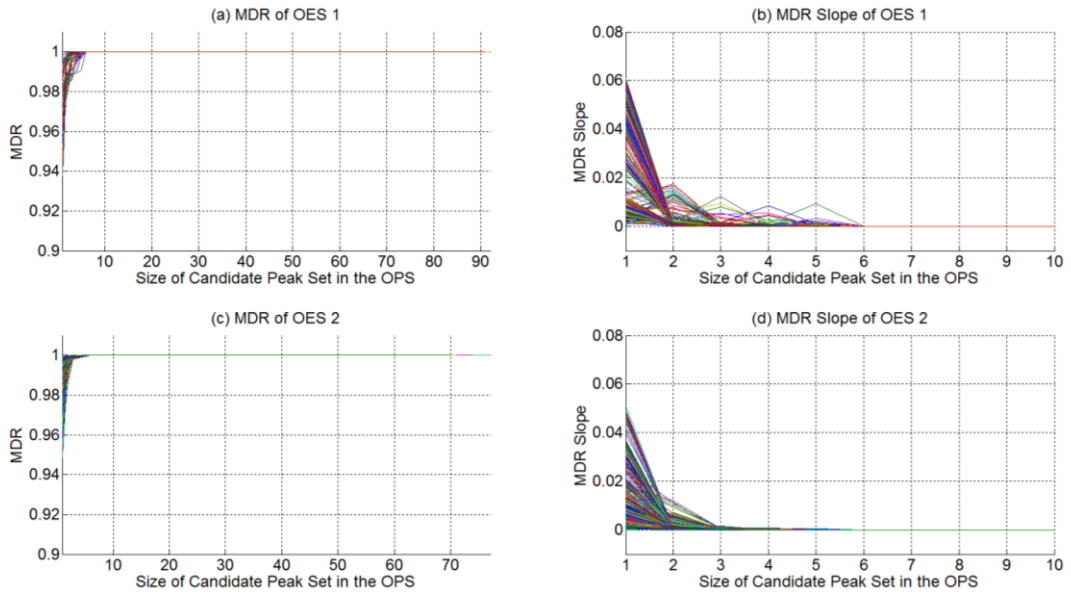 (a) MDR of OES 1
1
0.98
0.96
0.94
0.92
0.9
MDR
10 20 30 40 50 60 70 80 90
Size of Candidate Peak Set in the OPS
(b) MDR Slope of OES 1
0.08
0.06
0.04
0.02
0
MDR Slope
1 2 3 4 5 6 7 8 9 10
Size of Candidate Peak Set in the OPS
(c) MDR of OES 2
1
0.98
0.96
0.94
0.92
0.9
MDR
10 20 30 40 50 60 70
Size of Candidate Peak Set in the OPS
(d) MDR Slope of OES 2
0.08
0.06
0.04
0.02
0
MDR Slope
1 2 3 4 5 6 7 8 9 10
Size of Candidate Peak Set in the OPS